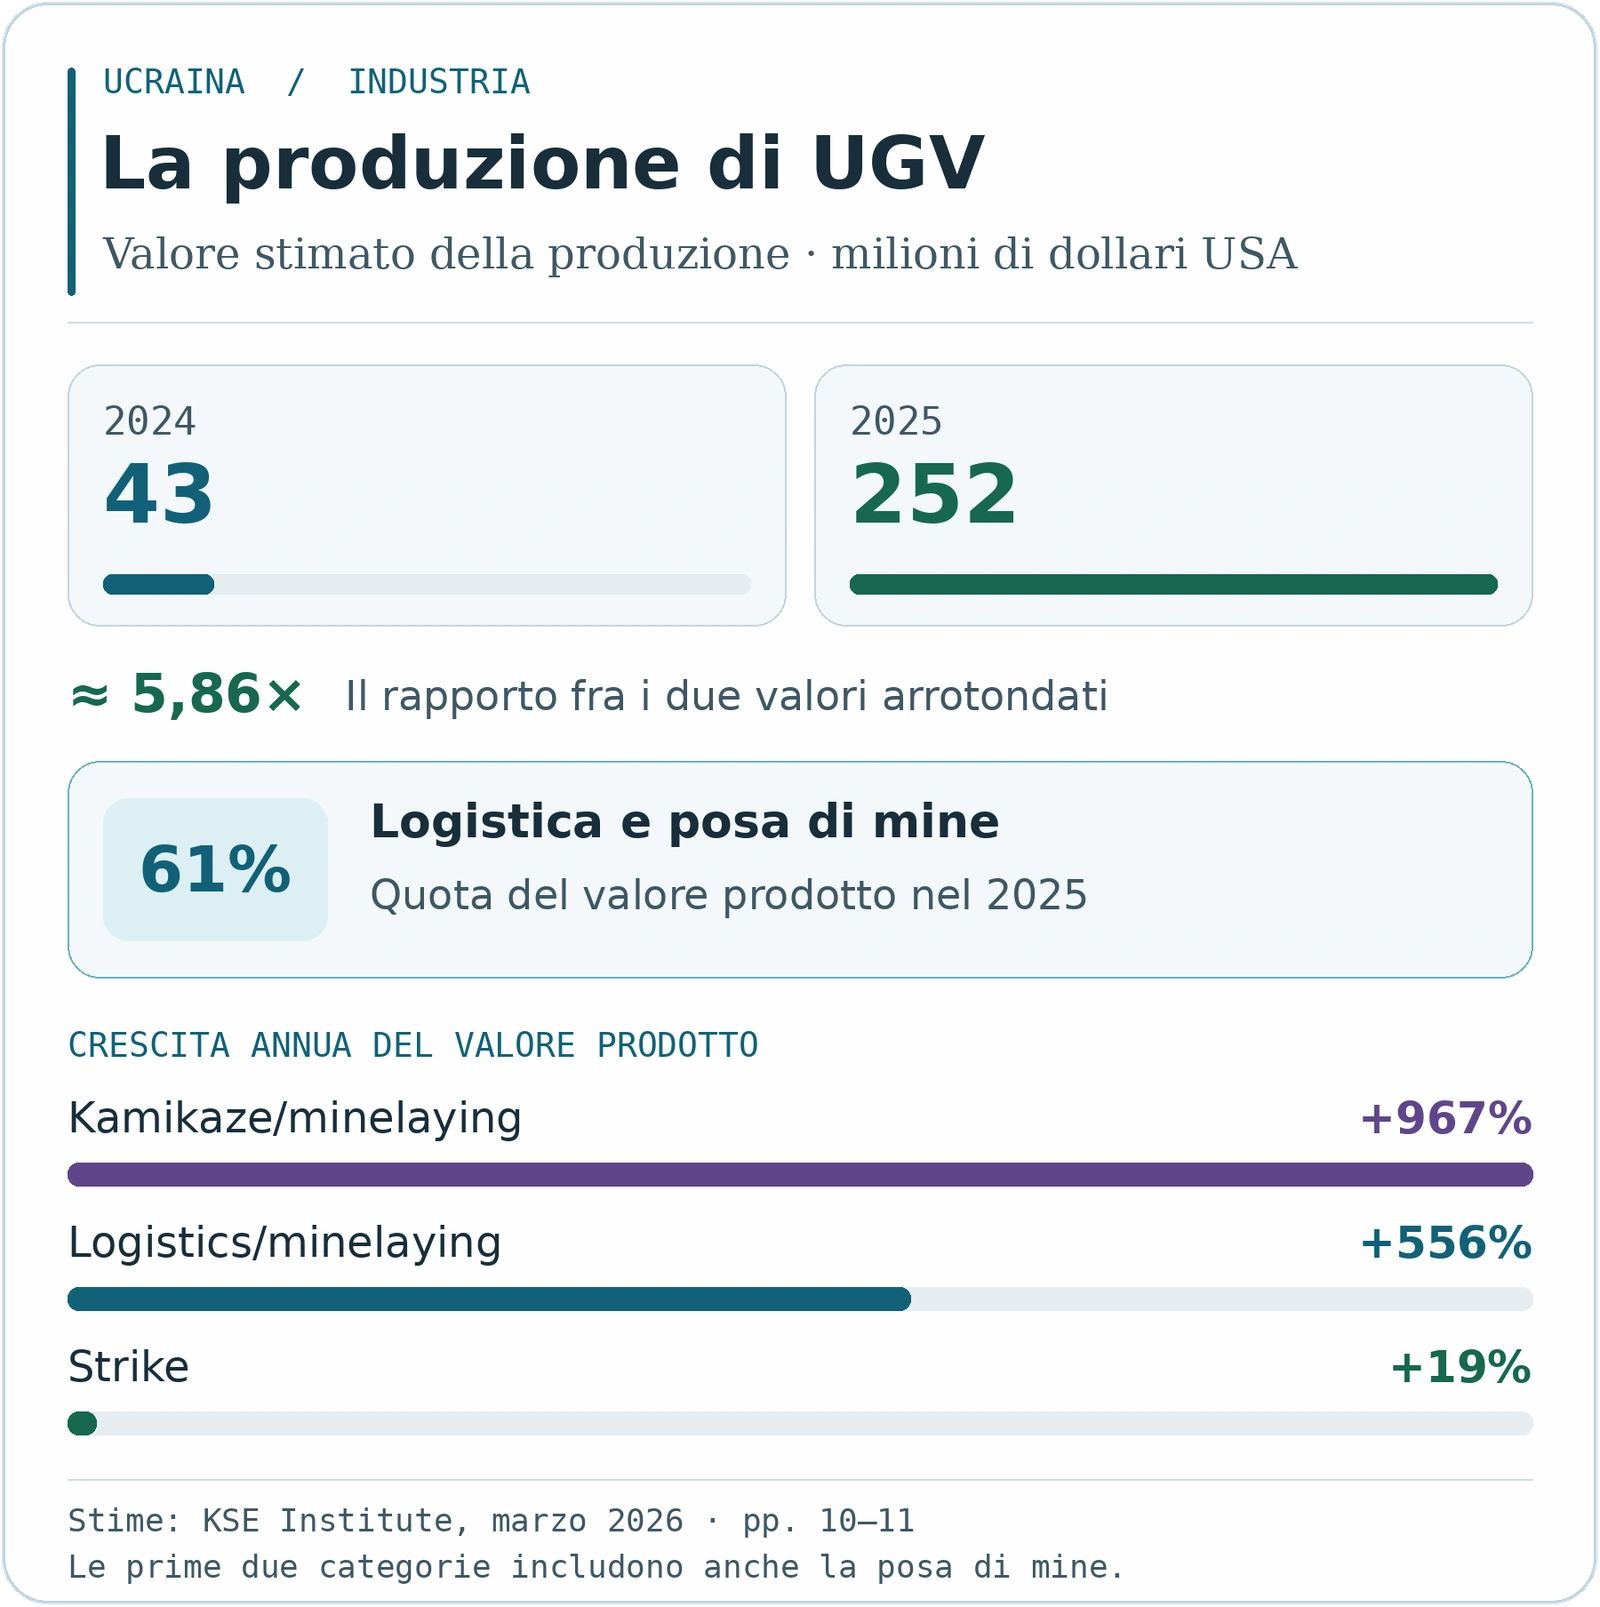 UCRAINA / INDUSTRIA
La produzione di UGV
Valore stimato della produzione · milioni di dollari USA
2024
43
2025
252
≈ 5,86× Il rapporto fra i due valori arrotondati
61%
Logistica e posa di mine
Quota del valore prodotto nel 2025
CRESCITA ANNUA DEL VALORE PRODOTTO
Kamikaze/minelaying +967%
Logistics/minelaying +556%
Strike +19%
Stime: KSE Institute, marzo 2026 · pp. 10–11
Le prime due categorie includono anche la posa di mine.